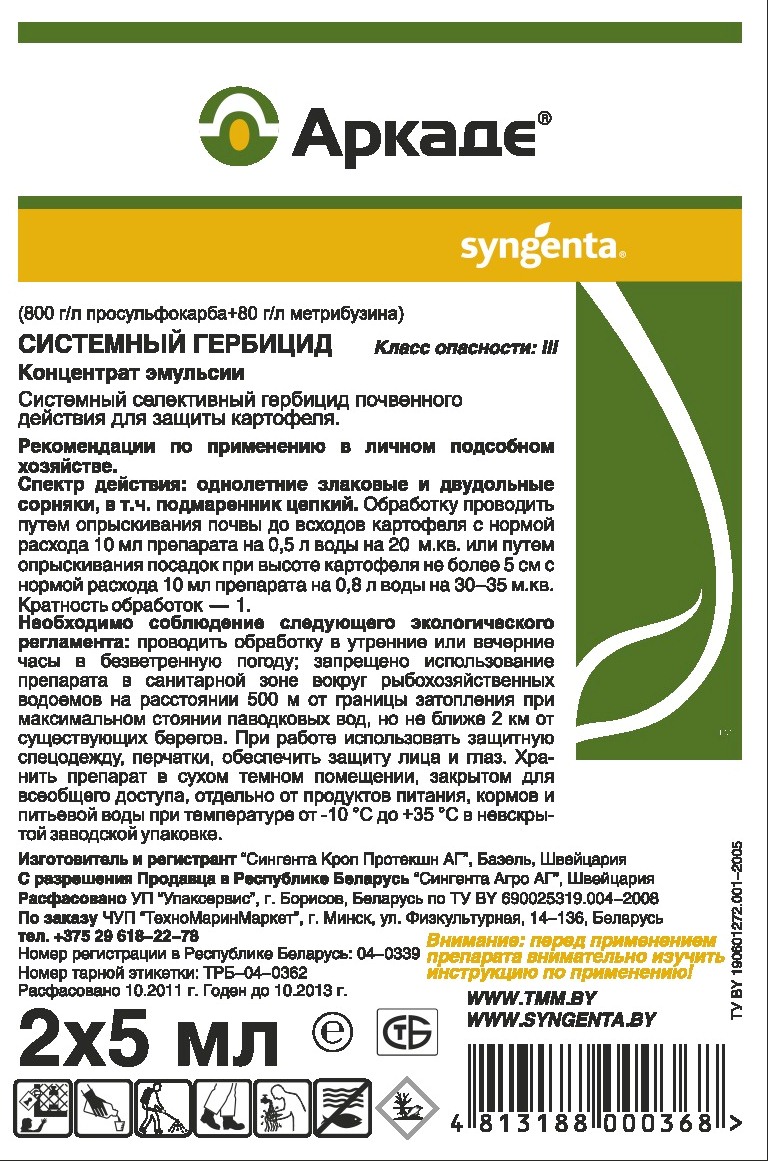 Аркаде®
syngenta®
(800 г/л просульфокарба+80 г/л метрибузина)
СИСТЕМНЫЙ ГЕРБИЦИД Класс опасности: III
Концентрат эмульсии
Системный селективный гербицид почвенного
действия для защиты картофеля.
Рекомендации по применению в личном подсобном
хозяйстве.
Спектр действия: однолетние злаковые и двудольные
сорняки, в т.ч. подмаренник цепкий. Обработку проводить
путем опрыскивания почвы до всходов картофеля с нормой
расхода 10 мл препарата на 0,5 л воды на 20 м.кв. или путем
опрыскивания посадок при высоте картофеля не более 5 см с
нормой расхода 10 мл препарата на 0,8 л воды на 30–35 м.кв.
Кратность обработок — 1.
Необходимо соблюдение следующего экологического
регламента: проводить обработку в утренние или вечерние
часы в безветренную погоду; запрещено использование
препарата в санитарной зоне вокруг рыбохозяйственных
водоемов на расстоянии 500 м от границы затопления при
максимальном стоянии паводковых вод, но не ближе 2 км от
существующих берегов. При работе использовать защитную
спецодежду, перчатки, обеспечить защиту лица и глаз. Хра-
нить препарат в сухом темном помещении, закрытом для
всеобщего доступа, отдельно от продуктов питания, кормов и
питьевой воды при температуре от -10 °С до +35 °С в невскры-
той заводской упаковке.
Изготовитель и регистрант “Сингента Кроп Протекшн АГ”, Базель, Швейцария
С разрешения Продавца в Республике Беларусь “Сингента Агро АГ”, Швейцария
Расфасовано УП “Упаксервис”, г. Борисов, Беларусь по ТУ BY 690025319.004–2008
По заказу ЧУП “ТехноМаринМаркет”, г. Минск, ул. Физкультурная, 14–136, Беларусь
тел. +375 29 618–22–78
Номер регистрации в Республике Беларусь: 04–0339
Номер тарной этикетки: ТРБ–04–0362
Расфасовано 10.2011 г. Годен до 10.2013 г.
Внимание: перед применением
препарата внимательно изучить
инструкцию по применению!
WWW.TMM.BY
WWW.SYNGENTA.BY
ТУ BY 190601272.001–2005
2x5 мл
℮
СТБ
4 813188 000368 >